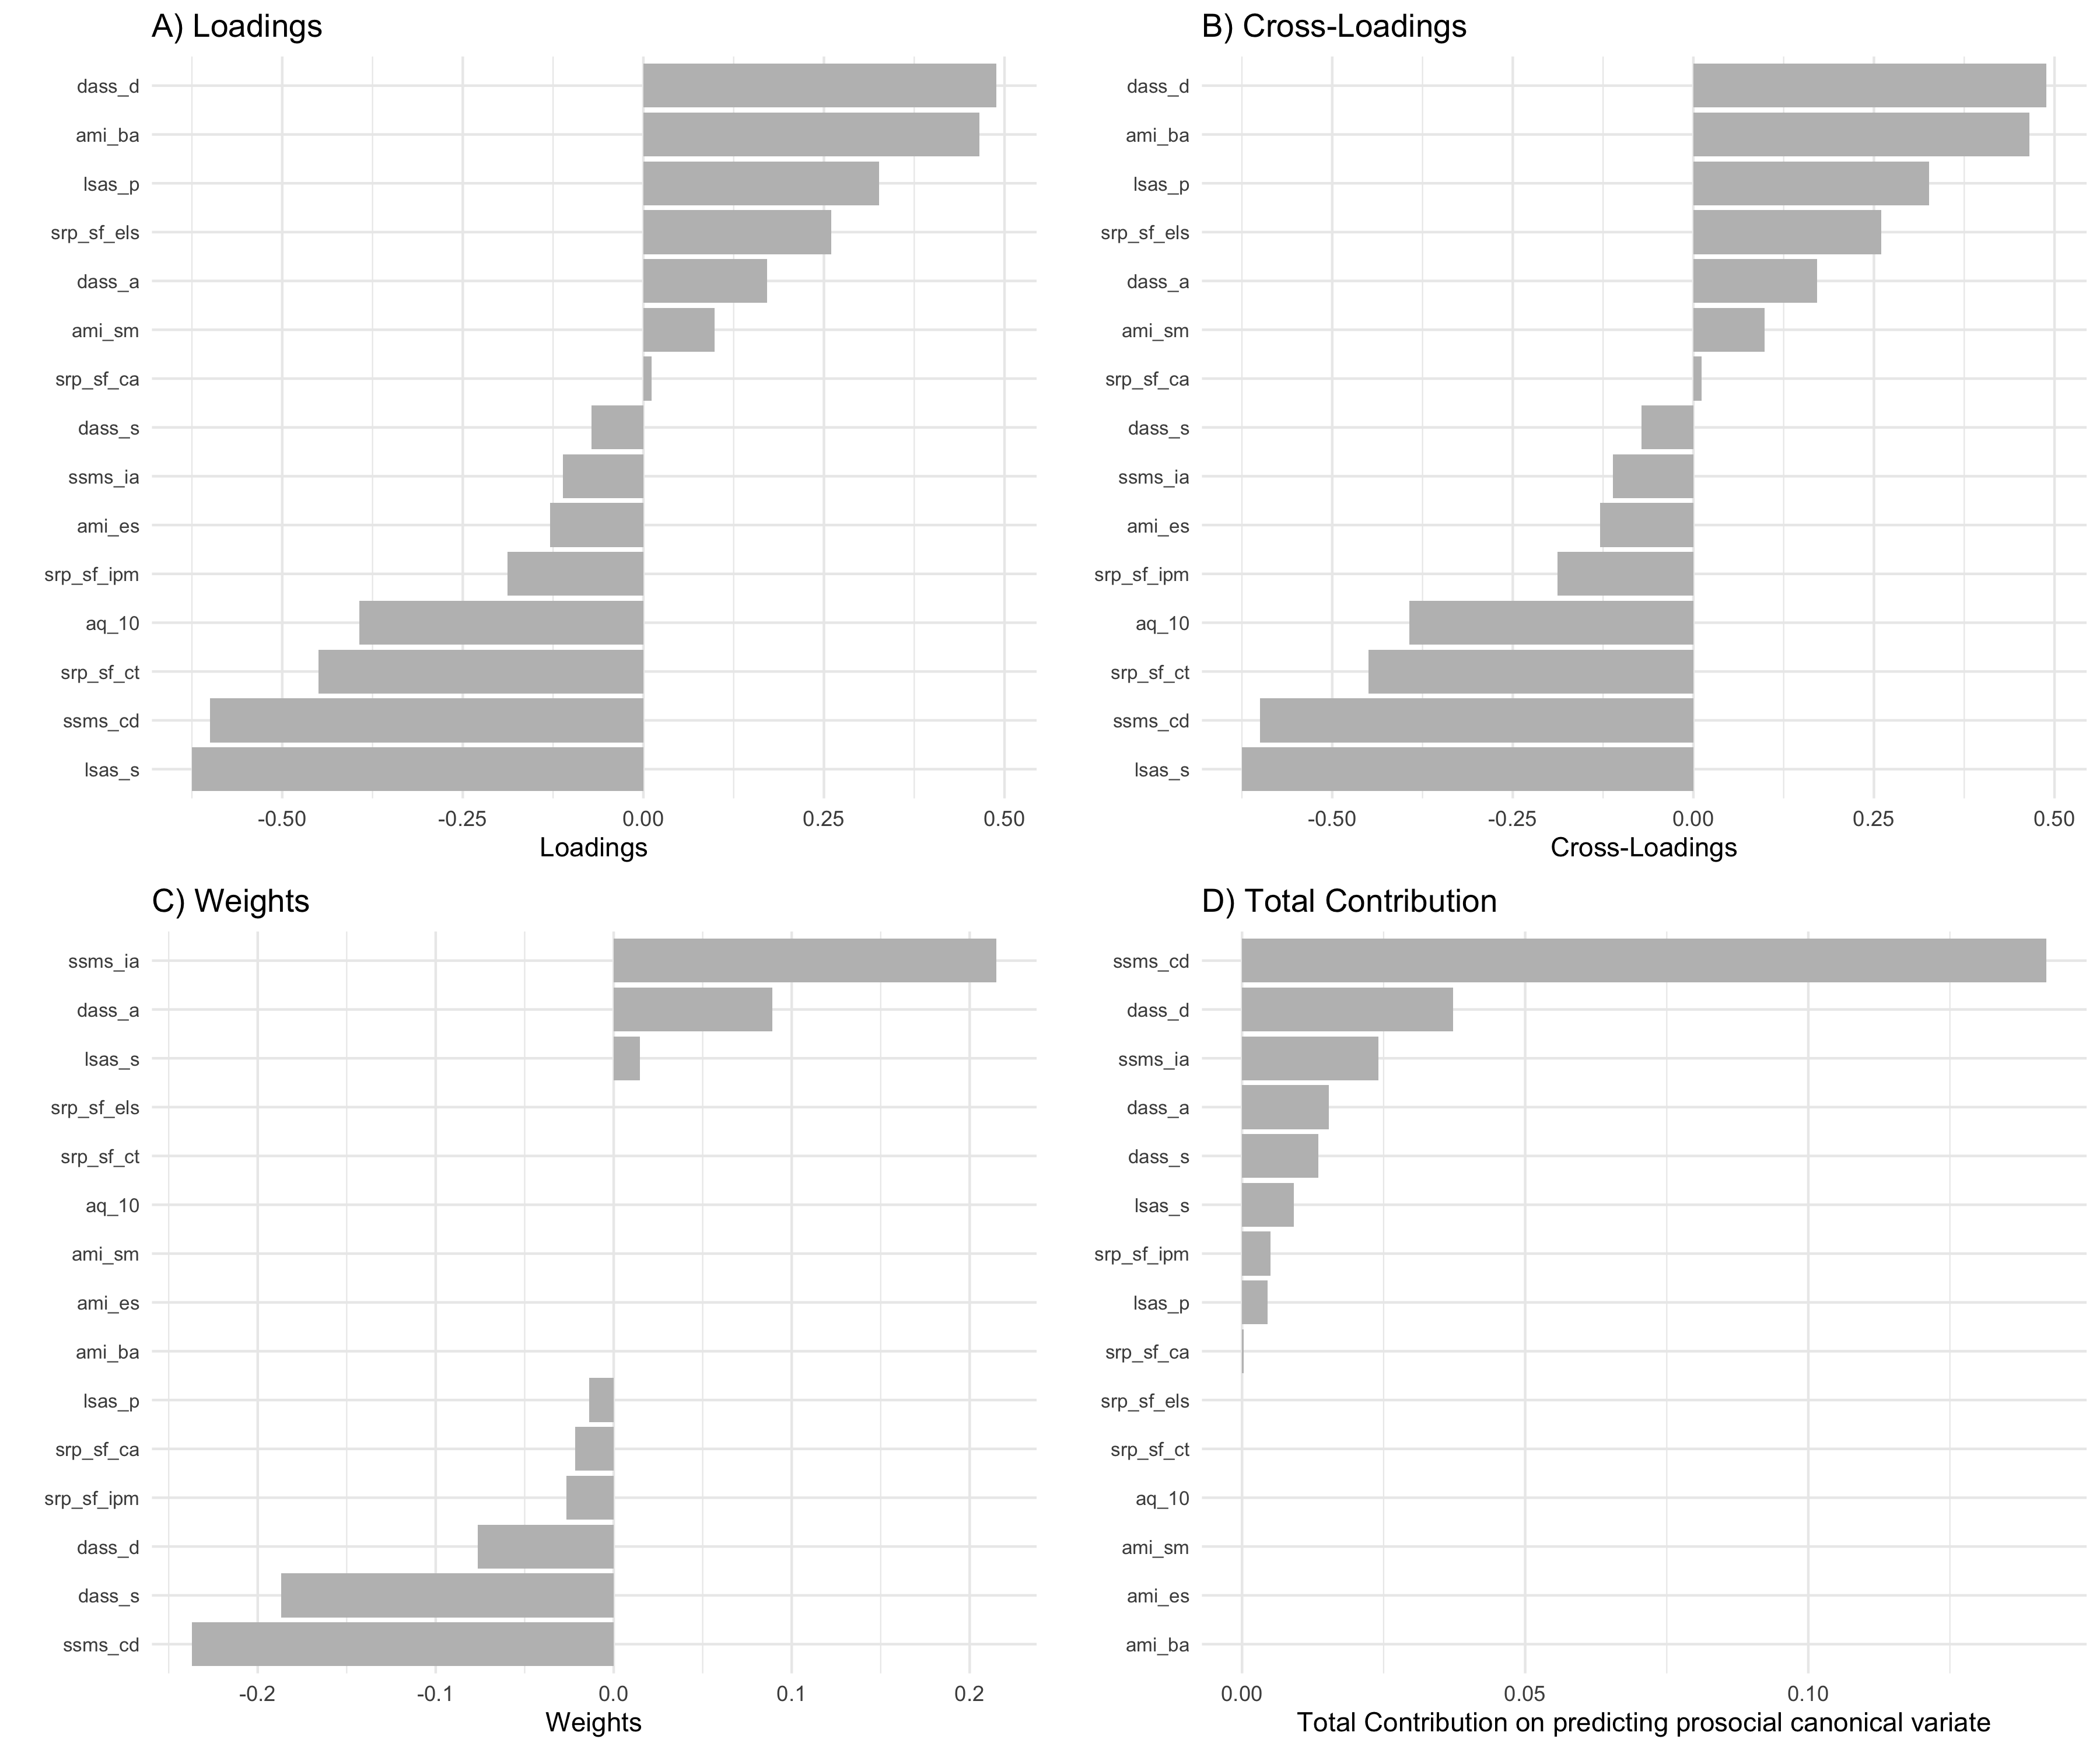 A) Loadings
dass_d
ami_ba
lsas_p
srp_sf_els
dass_a
ami_sm
srp_sf_ca
dass_s
ssms_ia
ami_es
srp_sf_ipm
aq_10
srp_sf_ct
ssms_cd
lsas_s
-0.50 -0.25 0.00 0.25 0.50
Loadings
B) Cross-Loadings
dass_d
ami_ba
lsas_p
srp_sf_els
dass_a
ami_sm
srp_sf_ca
dass_s
ssms_ia
ami_es
srp_sf_ipm
aq_10
srp_sf_ct
ssms_cd
lsas_s
-0.50 -0.25 0.00 0.25 0.50
Cross-Loadings
C) Weights
ssms_ia
dass_a
lsas_s
srp_sf_els
srp_sf_ct
aq_10
ami_sm
ami_es
ami_ba
lsas_p
srp_sf_ca
srp_sf_ipm
dass_d
dass_s
ssms_cd
-0.2 -0.1 0.0 0.1 0.2
Weights
D) Total Contribution
ssms_cd
dass_d
ssms_ia
dass_a
dass_s
lsas_s
srp_sf_ipm
lsas_p
srp_sf_ca
srp_sf_els
srp_sf_ct
aq_10
ami_sm
ami_es
ami_ba
0.00 0.05 0.10
Total Contribution on predicting prosocial canonical variate